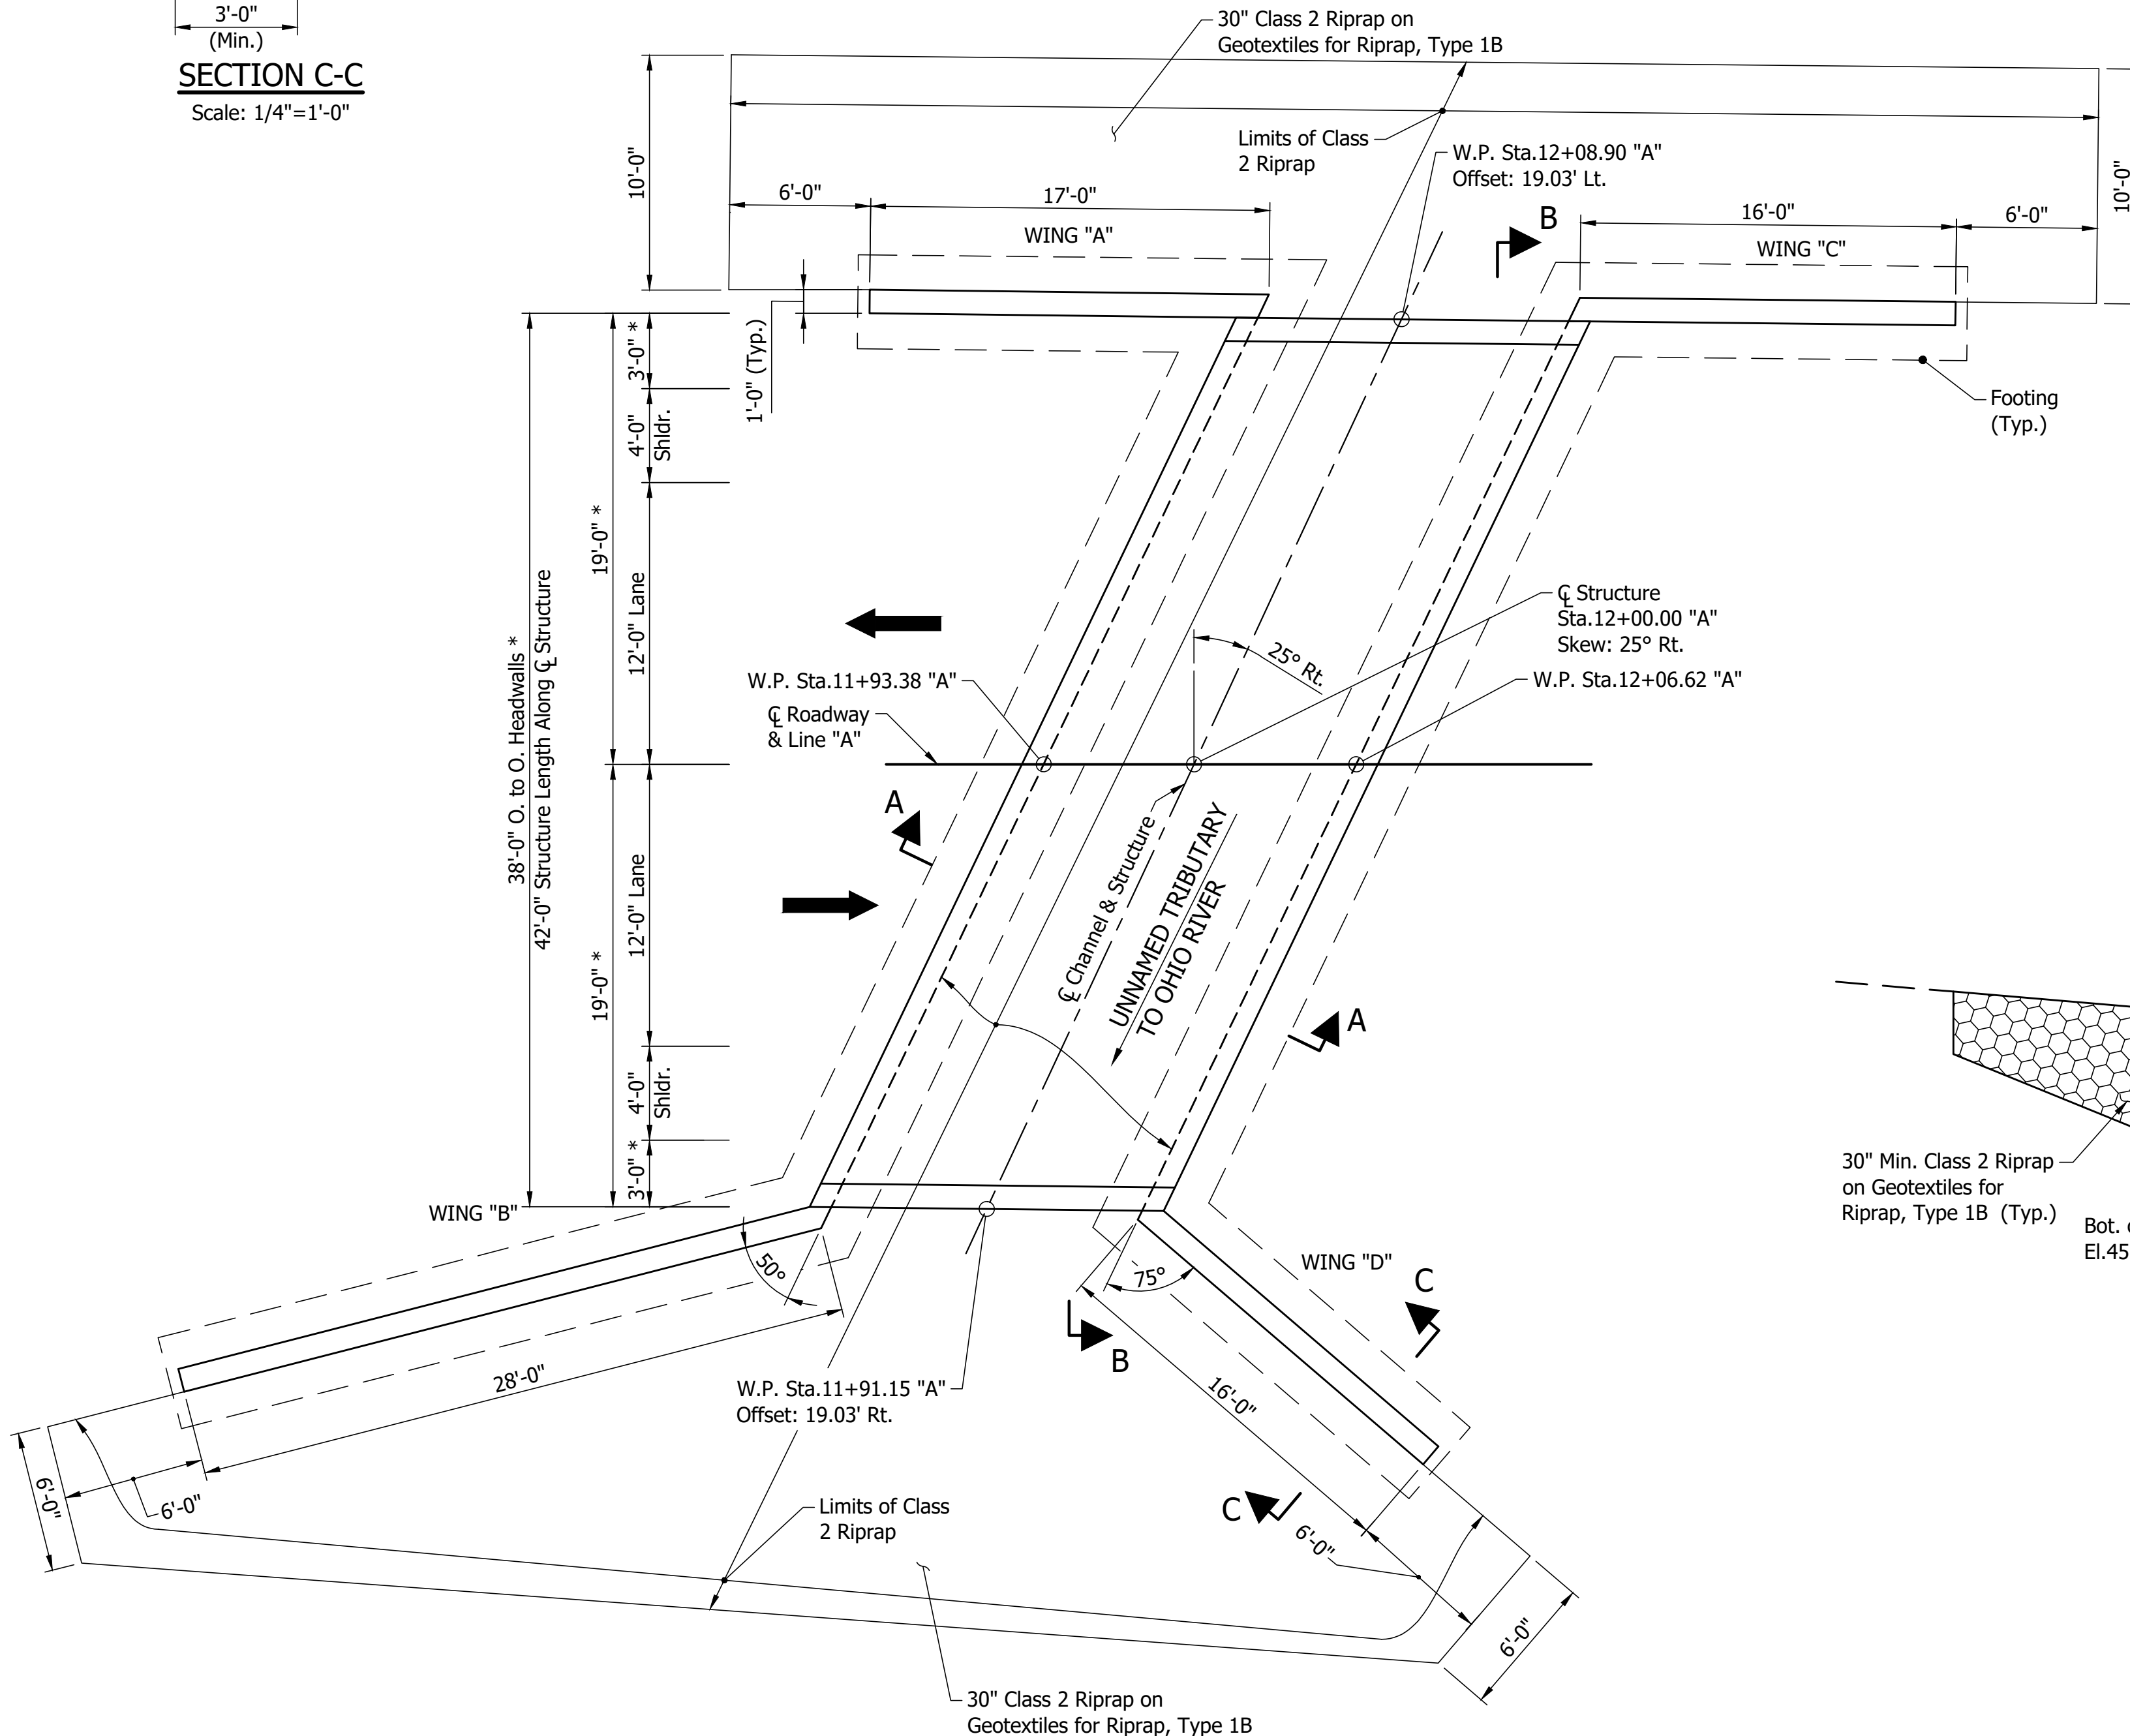 3'-0"
(Min.)
SECTION C-C
Scale: 1/4"=1'-0"
30" Class 2 Riprap on
Geotextiles for Riprap, Type 1B
Limits of Class
2 Riprap
W.P. Sta.12+08.90 "A"
Offset: 19.03' Lt.
10'-0"
6'-0"
17'-0"
WING "A"
B
16'-0"
6'-0"
WING "C"
10'-0"
1'-0" (Typ.)
Footing
(Typ.)
3'-0" *
4'-0"
Shldr.
19'-0" *
12'-0" Lane
38'-0" O. to O. Headwalls *
42'-0" Structure Length Along ℄ Structure
℄ Structure
Sta.12+00.00 "A"
Skew: 25° Rt.
25° Rt.
W.P. Sta.11+93.38 "A"
W.P. Sta.12+06.62 "A"
℄ Roadway
& Line "A"
A
℄ Channel & Structure
UNNAMED TRIBUTARY
TO OHIO RIVER
A
12'-0" Lane
19'-0" *
4'-0"
Shldr.
3'-0" *
WING "B"
50°
75°
WING "D"
C
B
28'-0"
16'-0"
W.P. Sta.11+91.15 "A"
Offset: 19.03' Rt.
6'-0"
6'-0"
C
6'-0"
6'-0"
Limits of Class
2 Riprap
30" Class 2 Riprap on
Geotextiles for Riprap, Type 1B
30" Min. Class 2 Riprap
on Geotextiles for
Riprap, Type 1B (Typ.)
Bot.
El.45